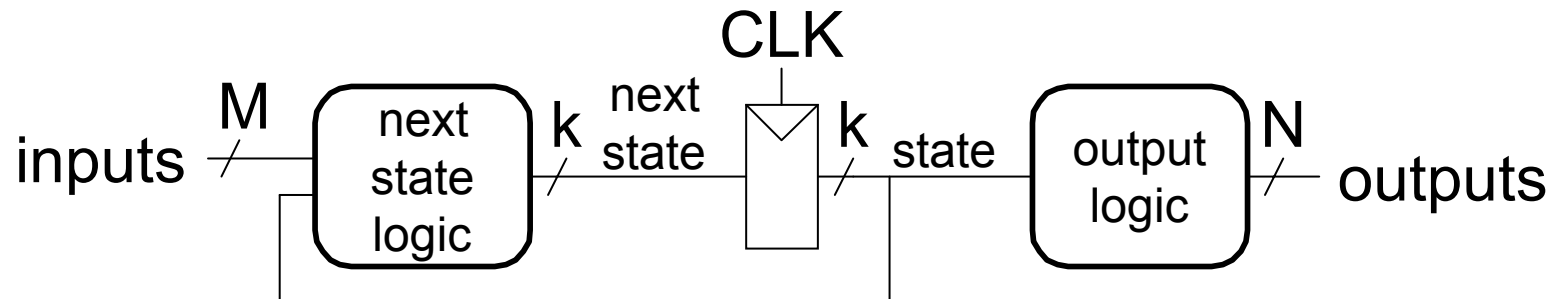 inputs
M
next
state
logic
k
next
state
CLK
k
state
output
logic
N
outputs